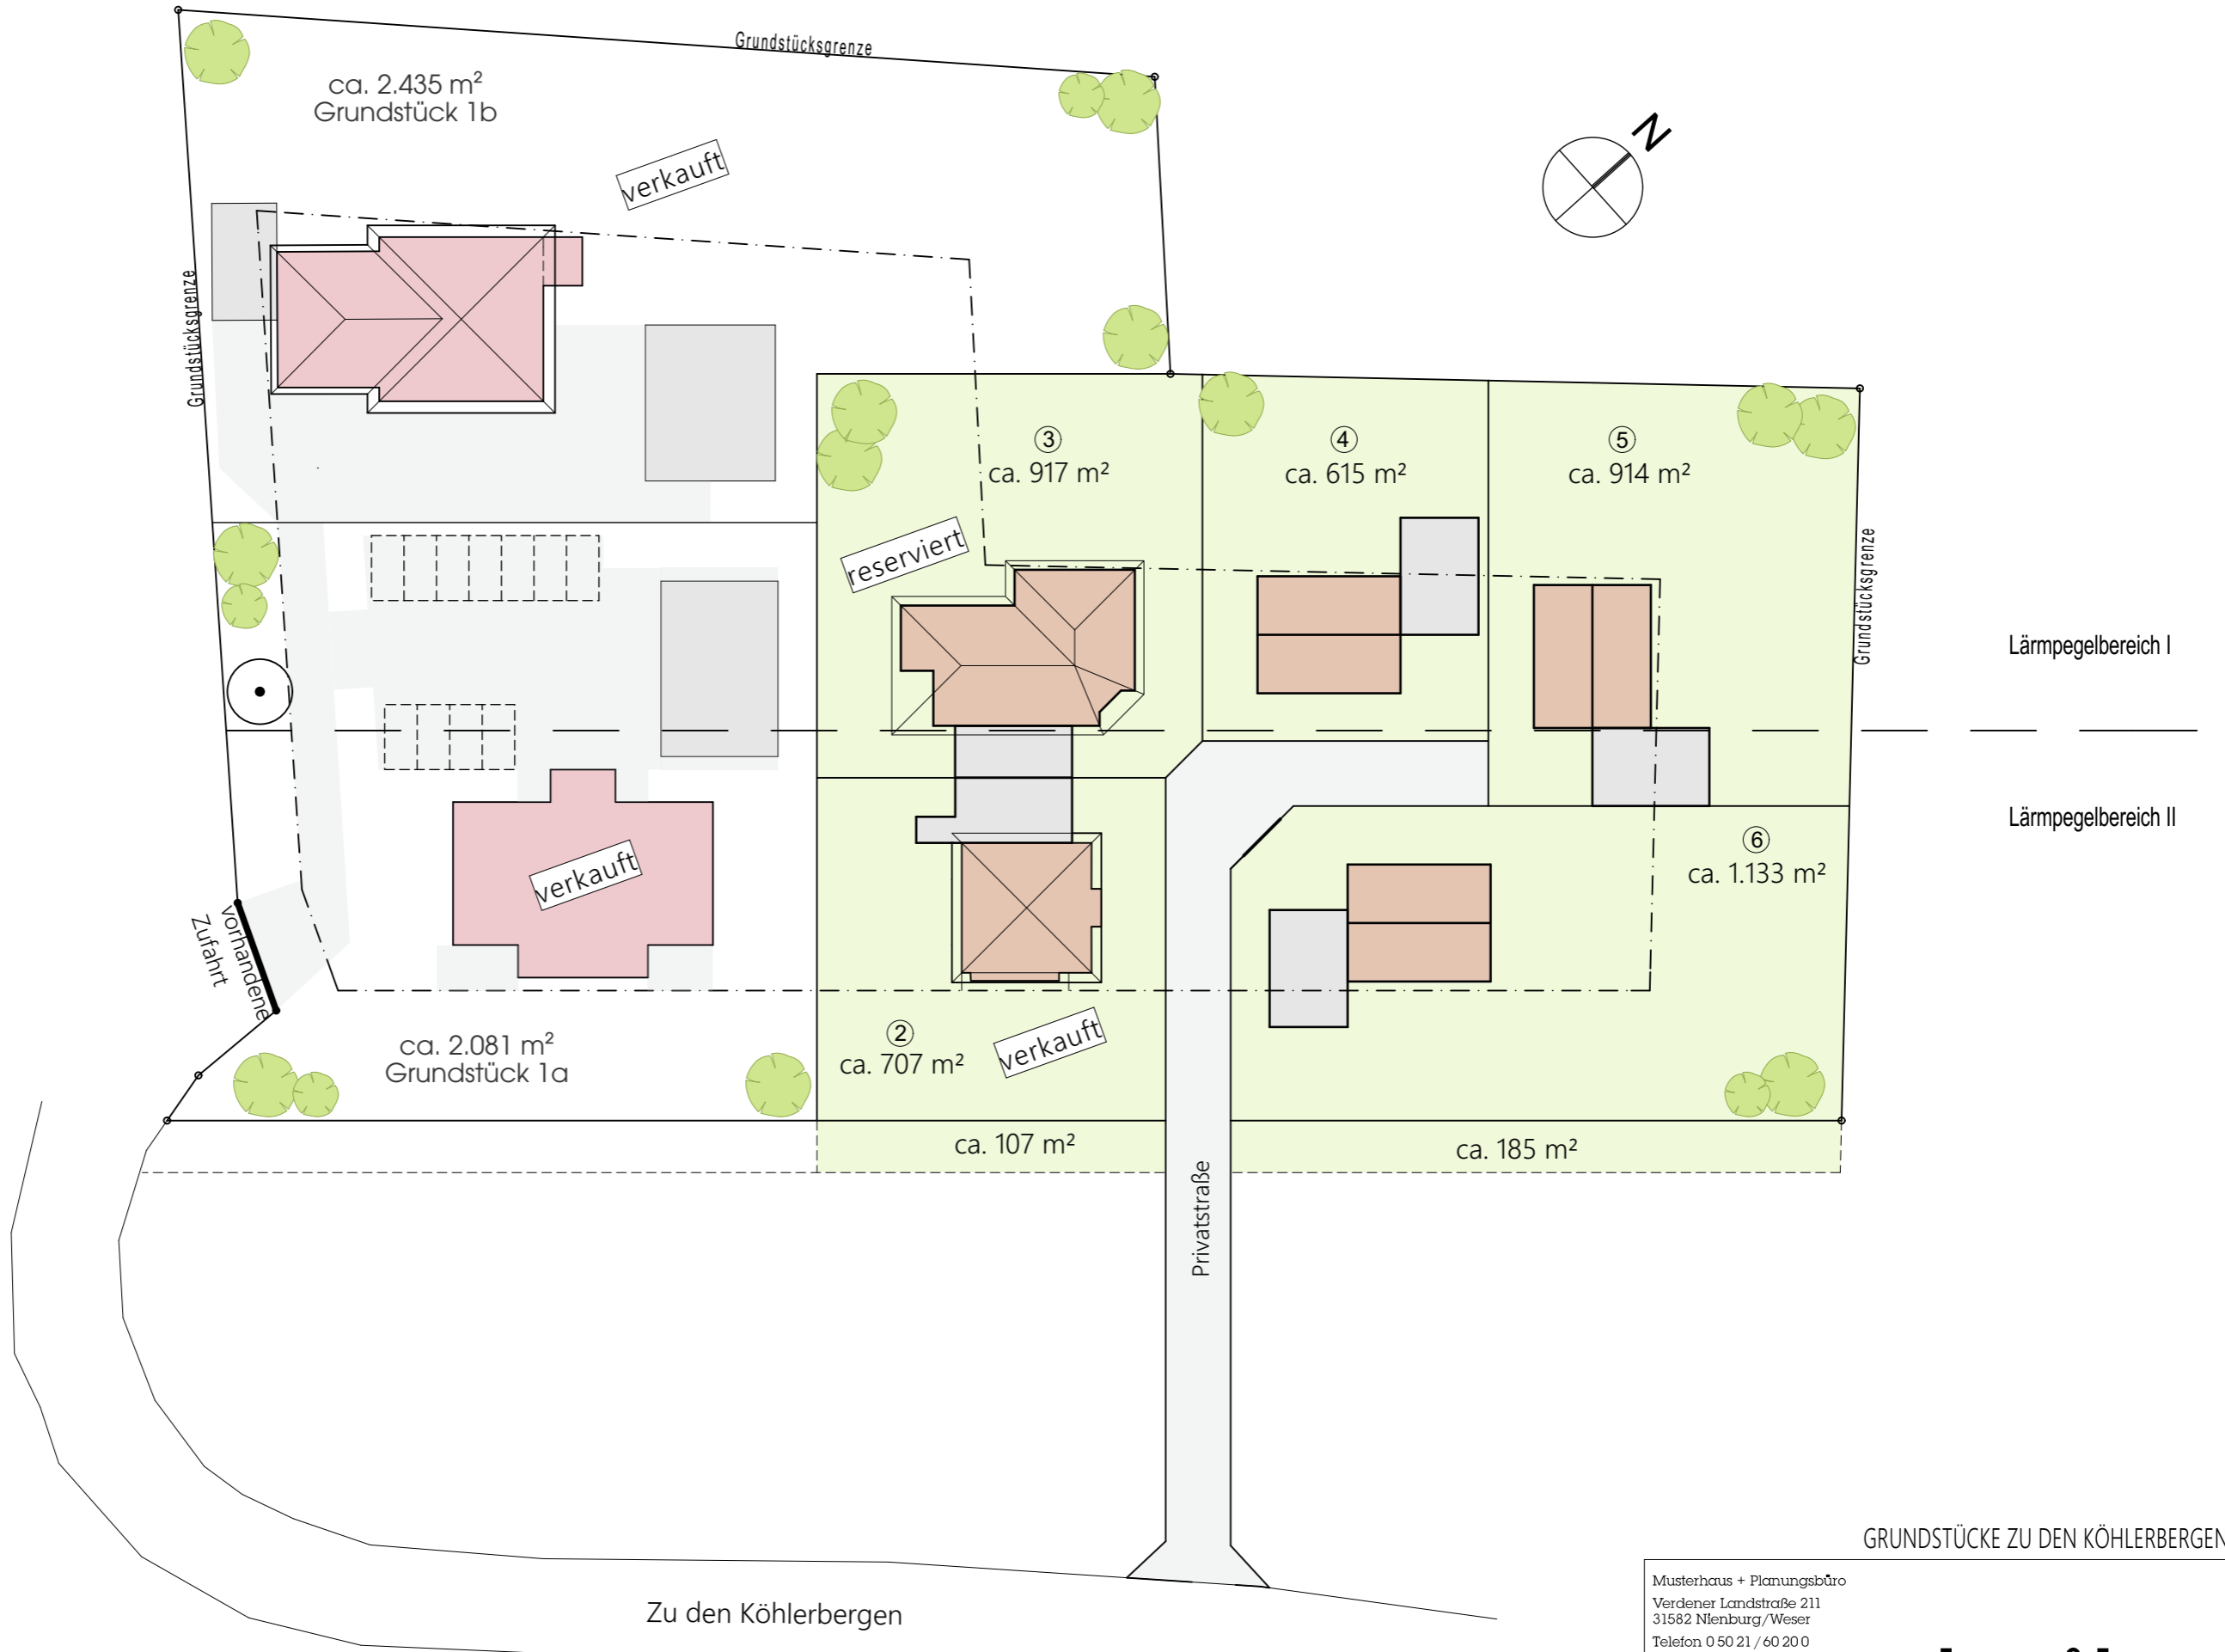 Grundstücksgrenze
ca. 2.435 m²
Grundstück 1b
verkauft
N
Grundstücksgrenze
③
ca. 917 m²
④
ca. 615 m²
⑤
ca. 914 m²
reserviert
Grundstücksgrenze
Lärmpegelbereich I
Lärmpegelbereich II
verkauft
⑥
ca. 1.133 m²
vorhandene
Zufahrt
ca. 2.081 m²
Grundstück 1a
②
ca. 707 m²
verkauft
ca. 107 m²
ca. 185 m²
Privatstraße
Zu den Köhlerbergen
GRUNDSTÜCKE ZU DEN KÖHLERBERGEN
Musterhaus + Planungsbüro
Verdener Landstraße 211
31582 Nienburg/Weser
Telefon 0 50 21 / 60 20 0